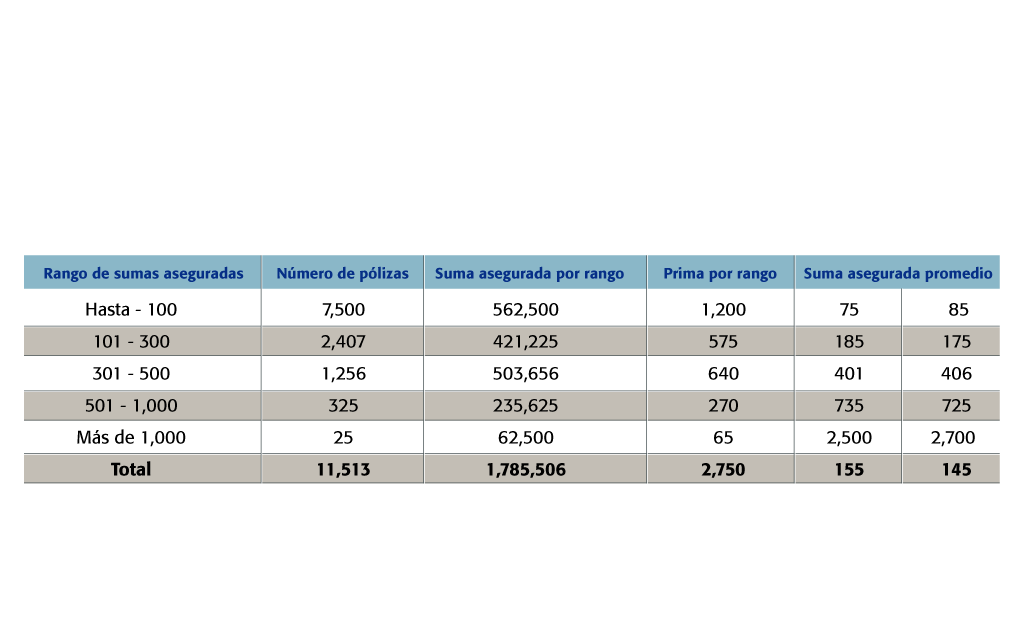 Rango de sumas aseguradas Número de pólizas Suma asegurada por rango Prima por rango Suma asegurada promedio
Hasta - 100 7,500 562,500 1,200 75 85
101 - 300 2,407 421,225 575 185 175
301 - 500 1,256 503,656 640 401 406
501 - 1,000 325 235,625 270 735 725
Más de 1,000 25 62,500 65 2,500 2,700
Total 11,513 1,785,506 2,750 155 145